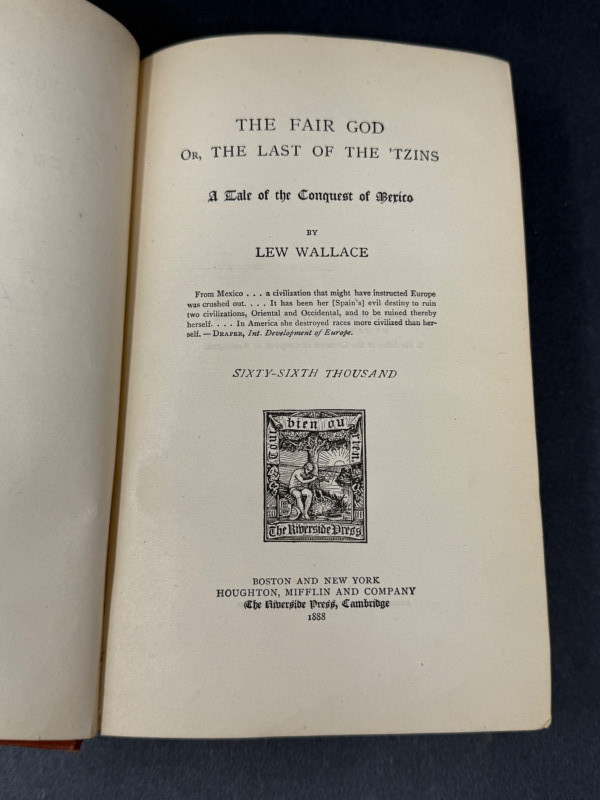 THE FAIR GOD
OR, THE LAST OF THE 'TZINS
A Tale of the Conquest of Mexico
BY
LEW WALLACE
From Mexico . . . a civilization that might have instructed Europe
was crushed out. . . . It has been her [Spain's] evil destiny to ruin
two civilizations, Oriental and Occidental, and to be ruined thereby
herself. . . . In America she destroyed races more civilized than her-
self. — DRAPER, Int. Development of Europe.
SIXTY-SIXTH THOUSAND
Tout bien ou rien
The Riverside Press
BOSTON AND NEW YORK
HOUGHTON, MIFFLIN AND COMPANY
The Riverside Press, Cambridge
1888